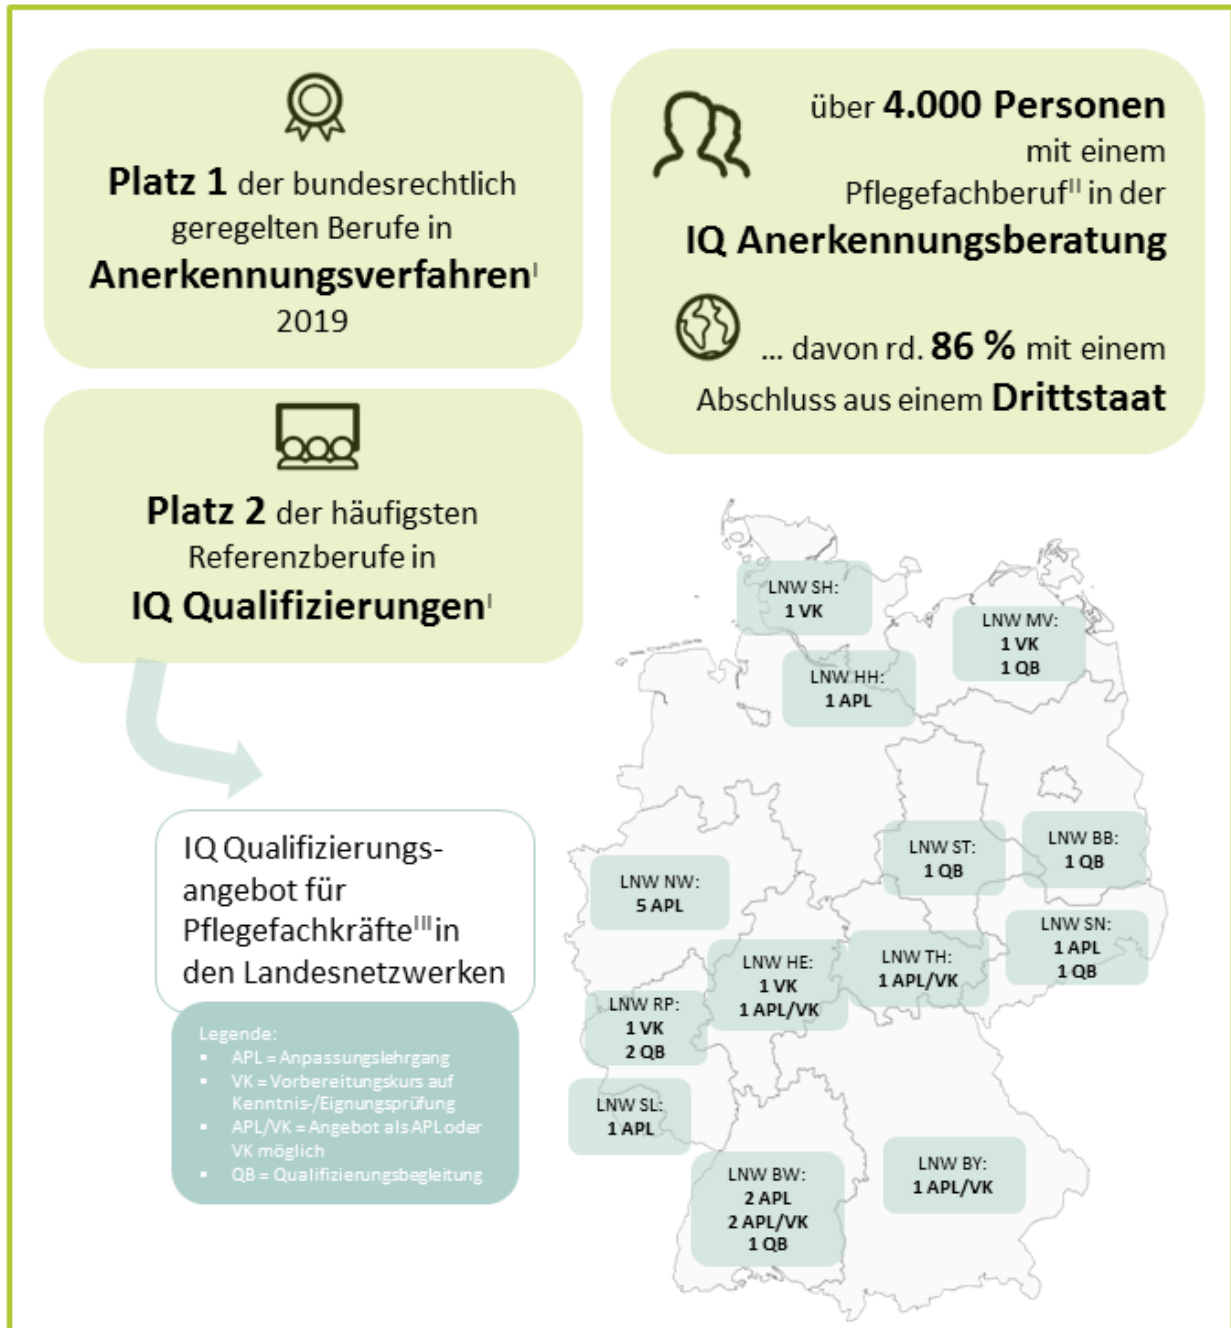 Platz 1 der bundesrechtlich
geregelten Berufe in
Anerkennungsverfahrenᴵ
2019
über 4.000 Personen
mit einem
Pflegefachberufᴵᴵ in der
IQ Anerkennungsberatung
... davon rd. 86 % mit einem
Abschluss aus einem Drittstaat
Platz 2 der häufigsten
Referenzberufe in
IQ Qualifizierungenᴵ
IQ Qualifizierungs-
angebot für
Pflegefachkräfteᴵᴵᴵ in
den Landesnetzwerken
Legende:
▪ APL = Anpassungslehrgang
▪ VK = Vorbereitungskurs auf
Kenntnis-/Eignungsprüfung
▪ APL/VK = Angebot als APL oder
VK möglich
▪ QB = Qualifizierungsbegleitung
LNW SH:
1 VK
LNW MV:
1 VK
1 QB
LNW HH:
1 APL
LNW ST:
1 QB
LNW BB:
1 QB
LNW NW:
5 APL
LNW SN:
1 APL
1 QB
LNW HE:
1 VK
1 APL/VK
LNW TH:
1 APL/VK
LNW RP:
1 VK
2 QB
LNW SL:
1 APL
LNW BW:
2 APL
2 APL/VK
1 QB
LNW BY:
1 APL/VK